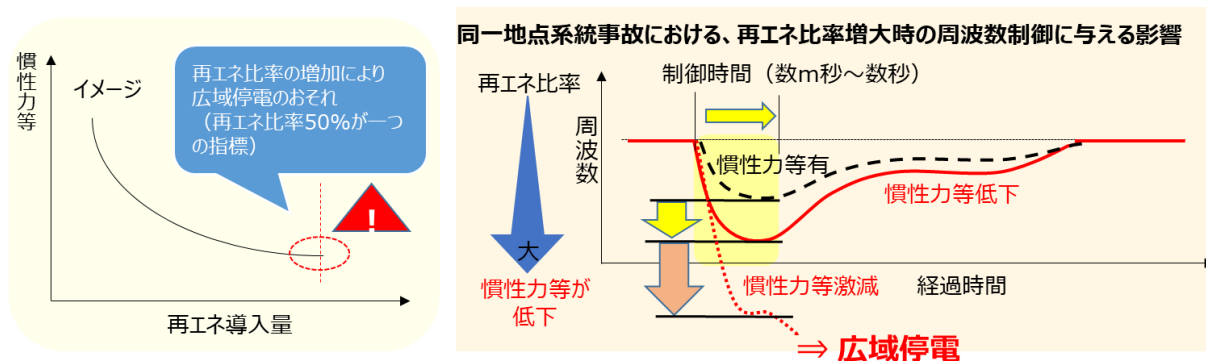 慣性力等
イメージ
再エネ比率の増加により
広域停電のおそれ
（再エネ比率50%が一つ
の指標）
!
再エネ導入量
同一地点系統事故における、再エネ比率増大時の周波数制御に与える影響
再エネ比率
制御時間（数ｍ秒～数秒）
周波数
慣性力等有
慣性力等低下
大
慣性力等が
低下
慣性力等激減
経過時間
⇒ 広域停電